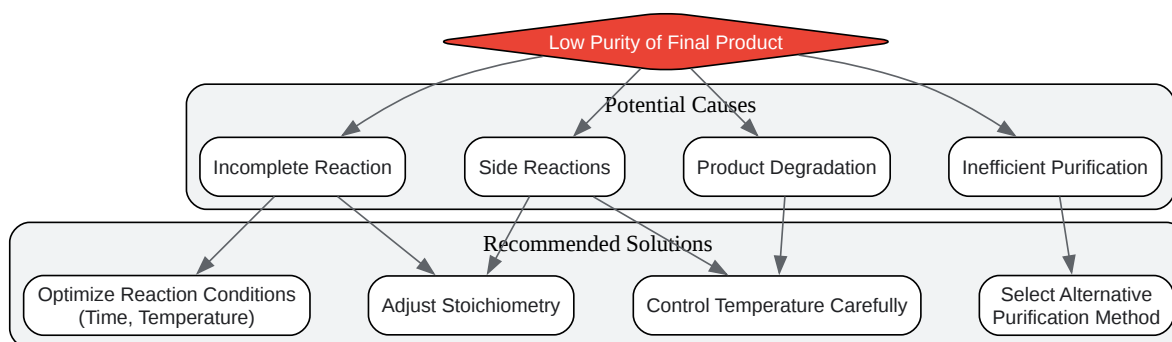 Low Purity of Final Product
Potential Causes
Incomplete Reaction
Side Reactions
Product Degradation
Inefficient Purification
Recommended Solutions
Optimize Reaction Conditions
(Time, Temperature)
Adjust Stoichiometry
Control Temperature Carefully
Select Alternative
Purification Method